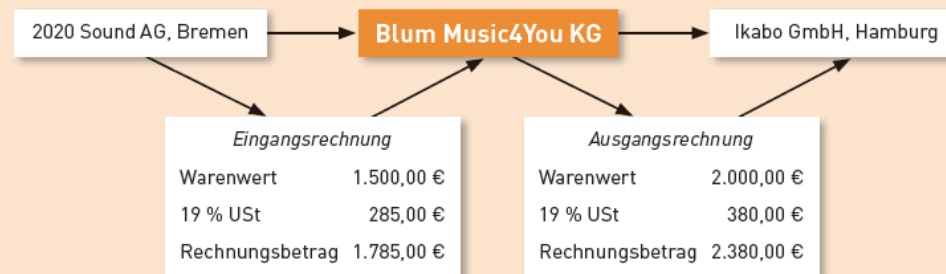 2020 Sound AG, Bremen
Blum Music4You KG
Ikabo GmbH, Hamburg
Eingangsrechnung
Warenwert 1.500,00 €
19 % USt 285,00 €
Rechnungsbetrag 1.785,00 €
Ausgangsrechnung
Warenwert 2.000,00 €
19 % USt 380,00 €
Rechnungsbetrag 2.380,00 €